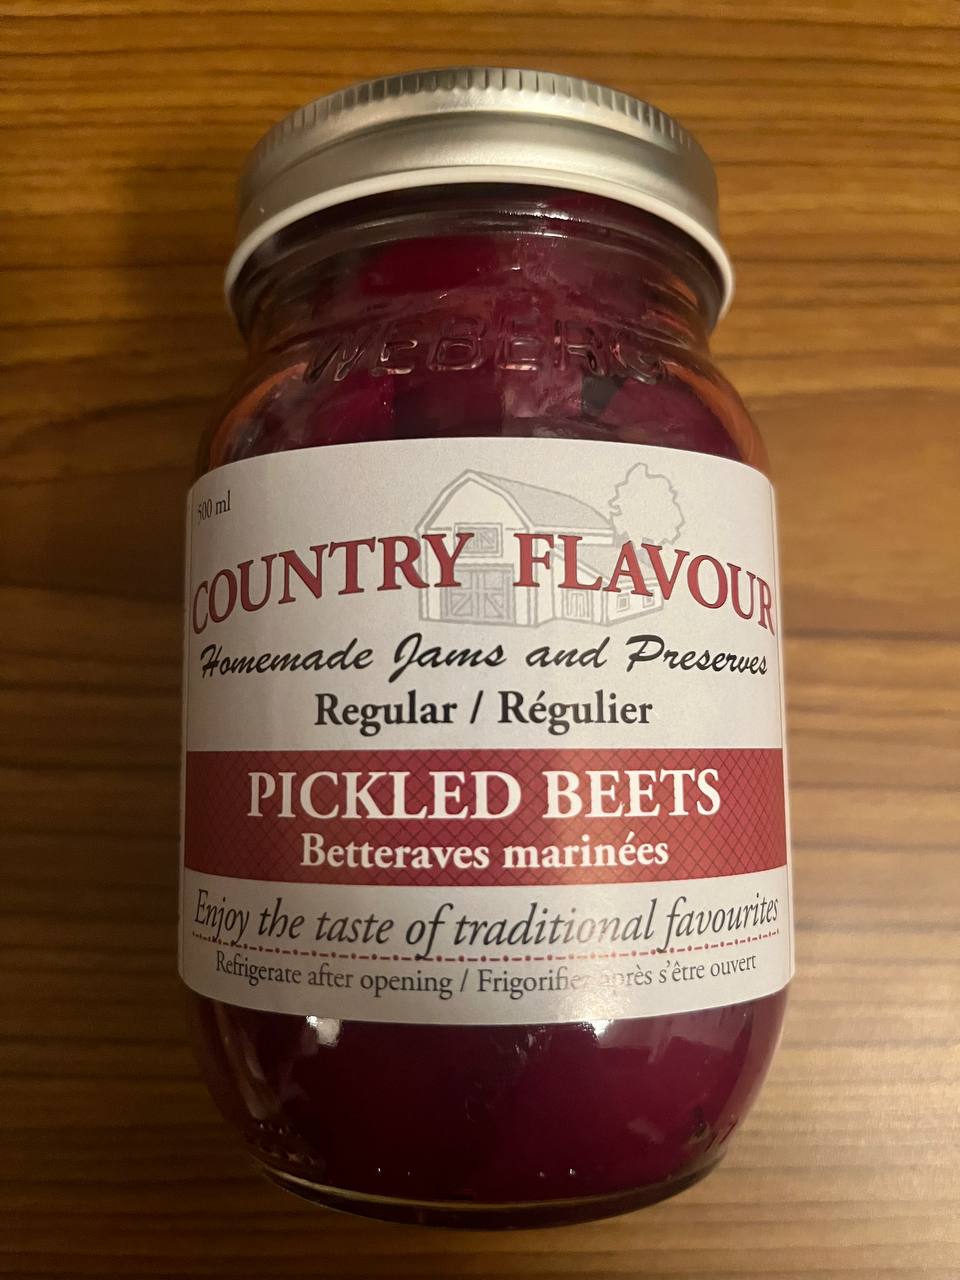 WEBERG
500 ml
COUNTRY FLAVOUR
Homemade Jams and Preserves
Regular / Régulier
PICKLED BEETS
Betteraves marinées
Enjoy the taste of traditional favourites
Refrigerate after opening / Frigorifiez après s'être ouvert